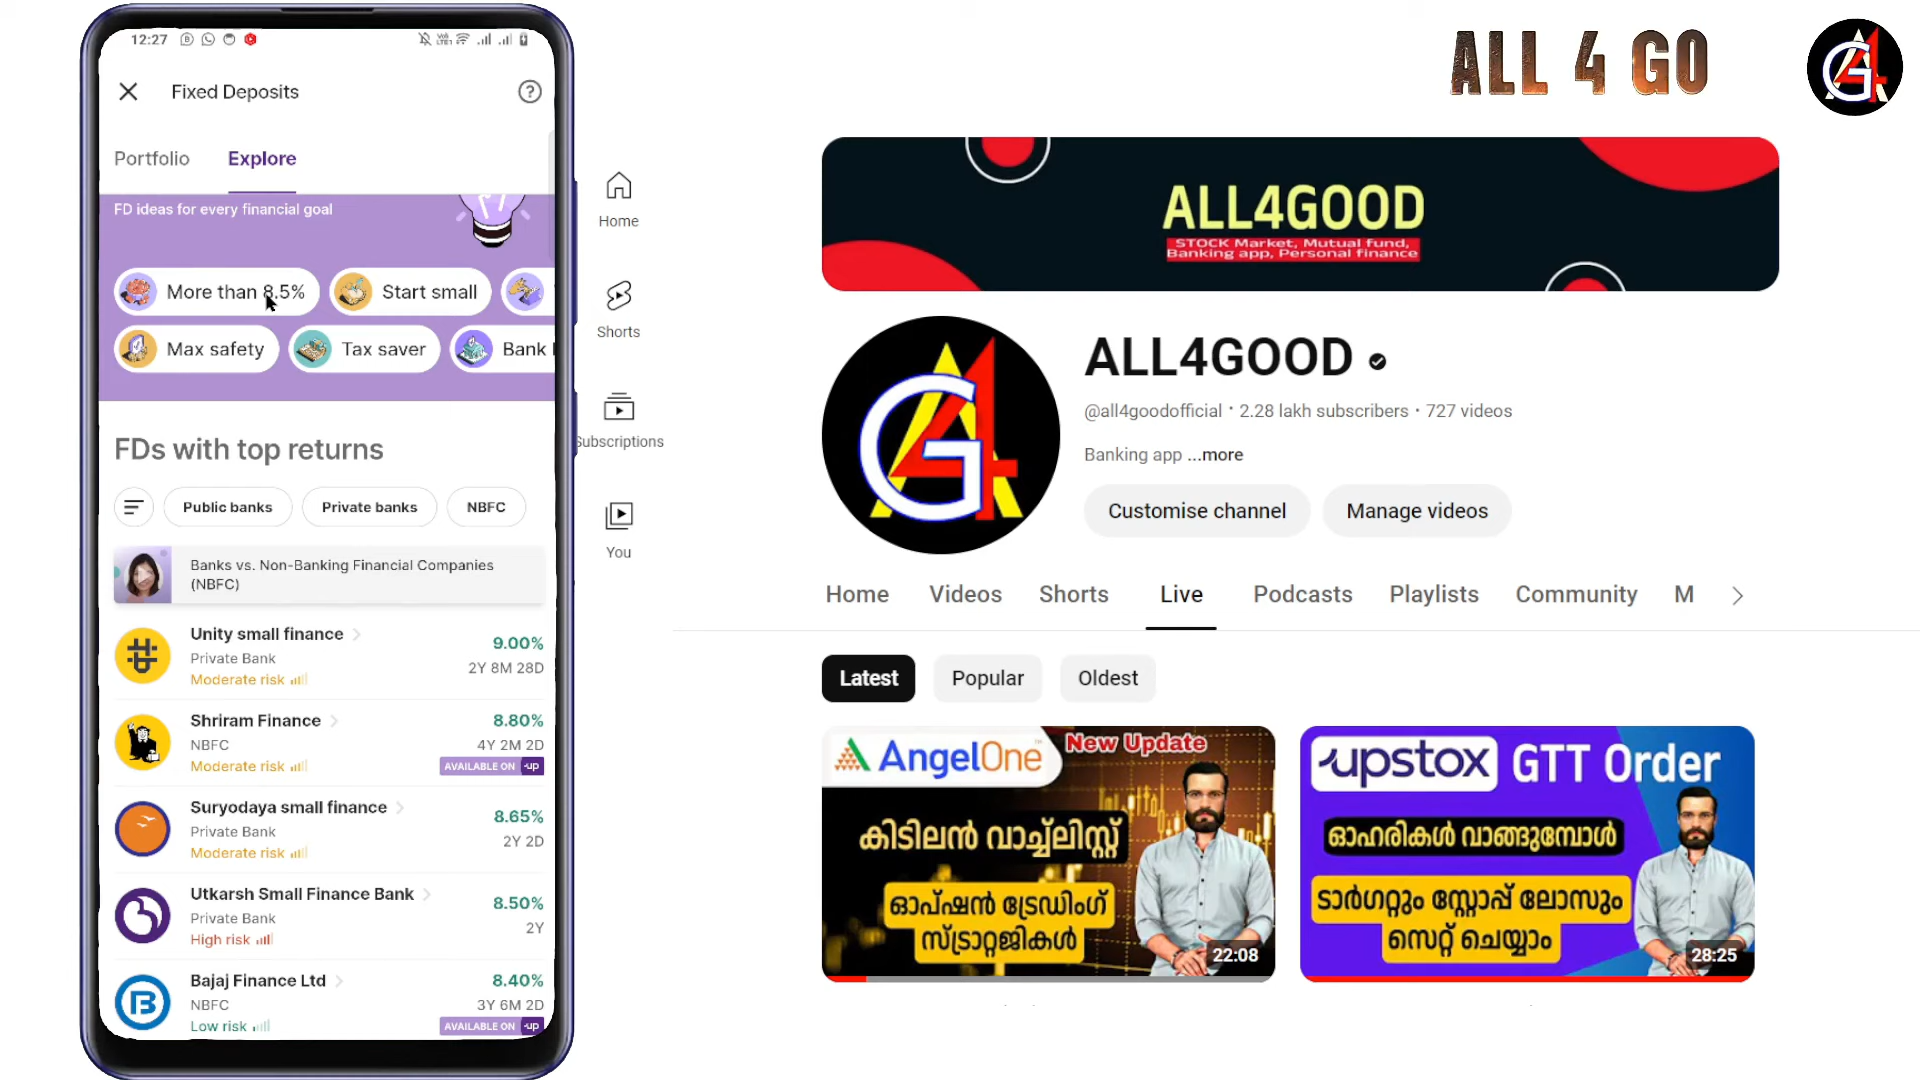 12:27
Fixed Deposits
Portfolio
Explore
FD ideas for every financial goal
More than 8.5%
Start small
Max safety
Tax saver
Bank
FDs with top returns
Public banks
Private banks
NBFC
Banks vs. Non-Banking Financial Companies
(NBFC)
Unity small finance
9.00%
Private Bank
2Y 8M 28D
Moderate risk
Shriram Finance
8.80%
NBFC
4Y 2M 2D
Moderate risk
AVAILABLE ON up
Suryodaya small finance
8.65%
Private Bank
2Y 2D
Moderate risk
Utkarsh Small Finance Bank
8.50%
Private Bank
2Y
High risk
Bajaj Finance Ltd
8.40%
NBFC
3Y 6M 2D
Low risk
AVAILABLE ON up
Home
Shorts
Subscriptions
You
ALL 4 GO
ALL4GOOD
STOCK Market, Mutual fund,
Banking app, Personal finance
ALL4GOOD
@all4goodofficial • 2.28 lakh subscribers • 727 videos
Banking app ...more
Customise channel
Manage videos
Home
Videos
Shorts
Live
Podcasts
Playlists
Community
M
Latest
Popular
Oldest
AngelOne
New Update
കിടിലൻ വാച്ച്ലിസ്റ്റ്
ഓപ്ഷൻ ട്രേഡിംഗ്
സ്ട്രാറ്റജികൾ
22:08
upstox GTT Order
ഓഹരികൾ വാങ്ങുമ്പോൾ
ടാർഗറ്റും സ്റ്റോപ്പ് ലോസും
സെറ്റ് ചെയ്യാം
28:25